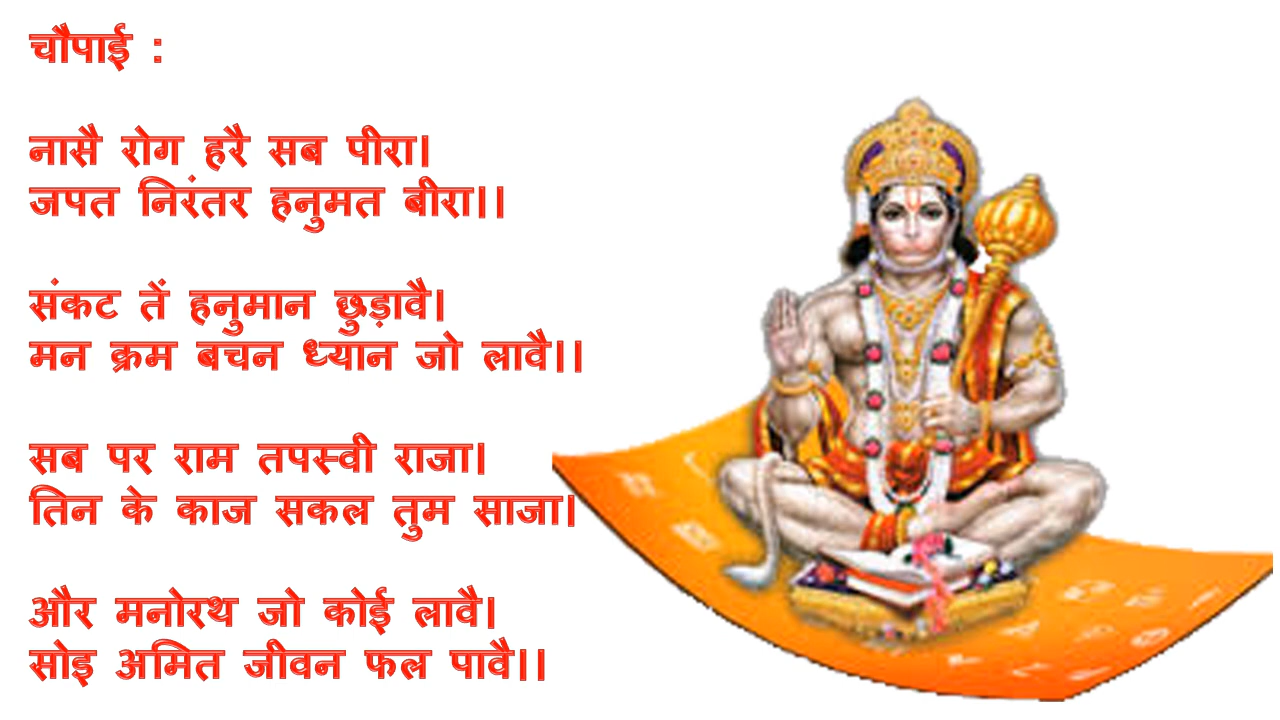 चौपाई :
नासै रोग हरै सब पीरा।
जपत निरंतर हनुमत बीरा।।
संकट तें हनुमान छुड़ावै।
मन क्रम बचन ध्यान जो लावै।।
सब पर राम तपस्वी राजा।
तिन के काज सकल तुम साजा।
और मनोरथ जो कोई लावै।
सोइ अमित जीवन फल पावै।।